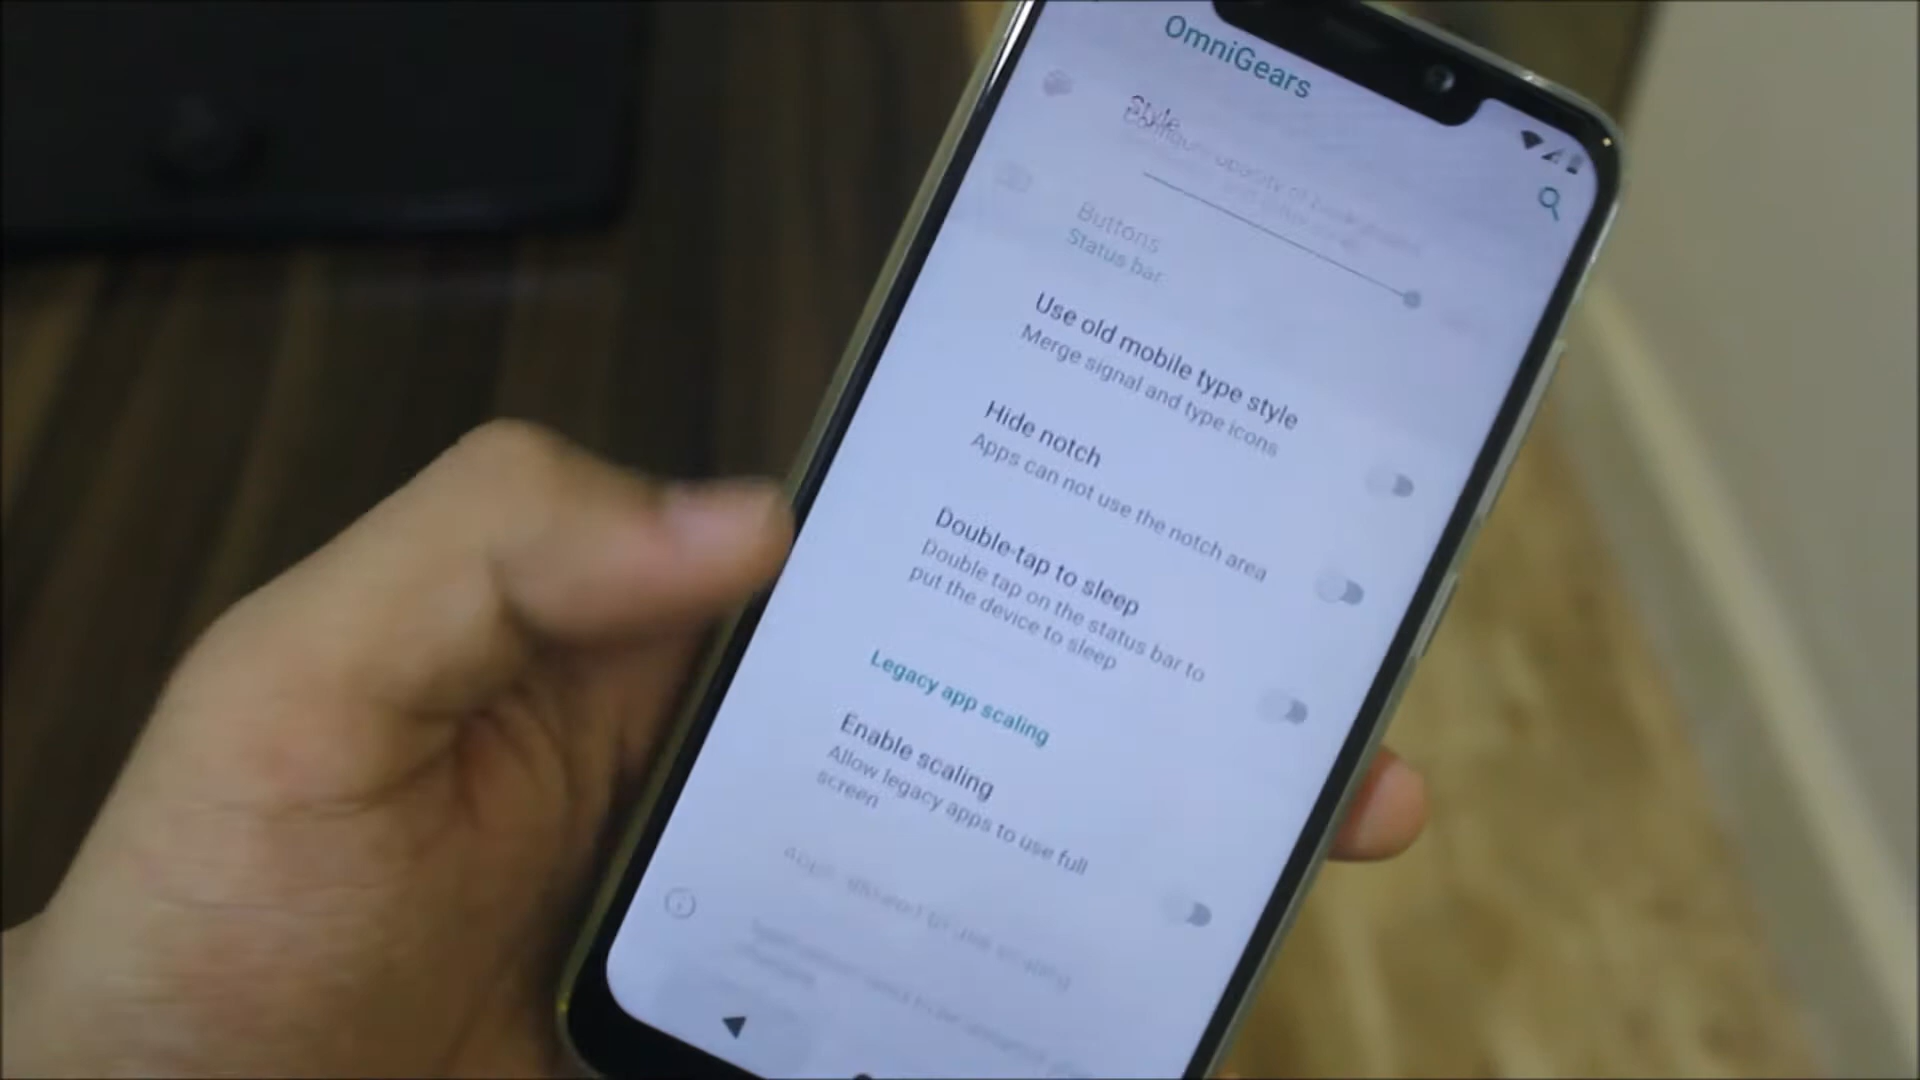 OmniGears
Style
Buttons
Status bar
Use old mobile type style
Merge signal and type icons
Hide notch
Apps can not use the notch area
Double-tap to sleep
Double tap on the status bar to
put the device to sleep
Legacy app scaling
Enable scaling
Allow legacy apps to use full
screen